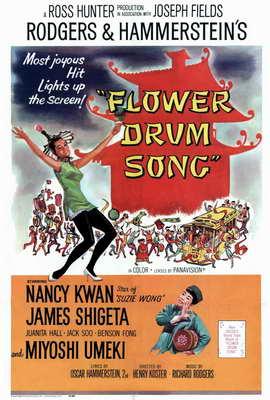 a ROSS HUNTER PRODUCTION IN ASSOCIATION WITH JOSEPH FIELDS
RODGERS & HAMMERSTEIN'S
Most joyous
Hit
Lights up
the Screen!
"FLOWER
DRUM
SONG"
in COLOR · LENSES BY PANAVISION®
STARRING
NANCY KWAN Star of "SUZIE WONG"
JAMES SHIGETA
JUANITA HALL · JACK SOO · BENSON FONG
and MIYOSHI UMEKI
LYRICS BY OSCAR HAMMERSTEIN, 2nd
DIRECTED BY HENRY KOSTER
MUSIC BY RICHARD RODGERS